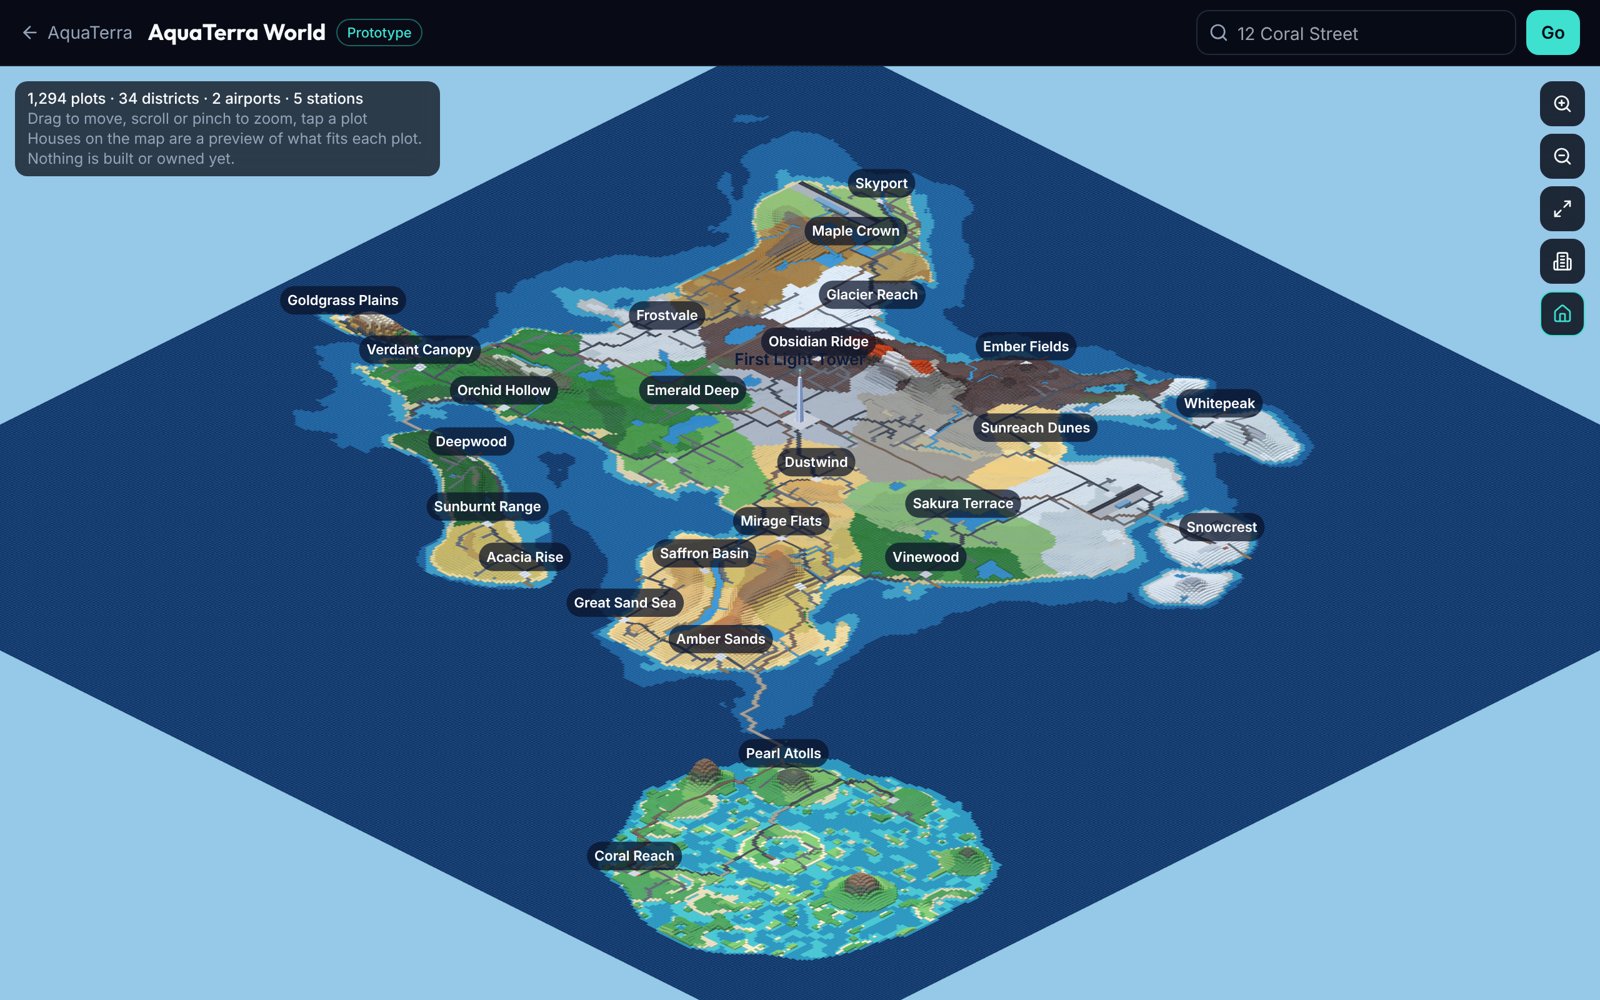 AquaTerra
AquaTerra World
Prototype
12 Coral Street
Go
1,294 plots · 34 districts · 2 airports · 5 stations
Drag to move, scroll or pinch to zoom, tap a plot
Houses on the map are a preview of what fits each plot.
Nothing is built or owned yet.
Skyport
Maple Crown
Glacier Reach
Goldgrass Plains
Frostvale
Obsidian Ridge
Ember Fields
Verdant Canopy
First Light Tower
Orchid Hollow
Emerald Deep
Whitepeak
Sunreach Dunes
Deepwood
Dustwind
Sakura Terrace
Sunburnt Range
Mirage Flats
Snowcrest
Saffron Basin
Acacia Rise
Vinewood
Great Sand Sea
Amber Sands
Pearl Atolls
Coral Reach